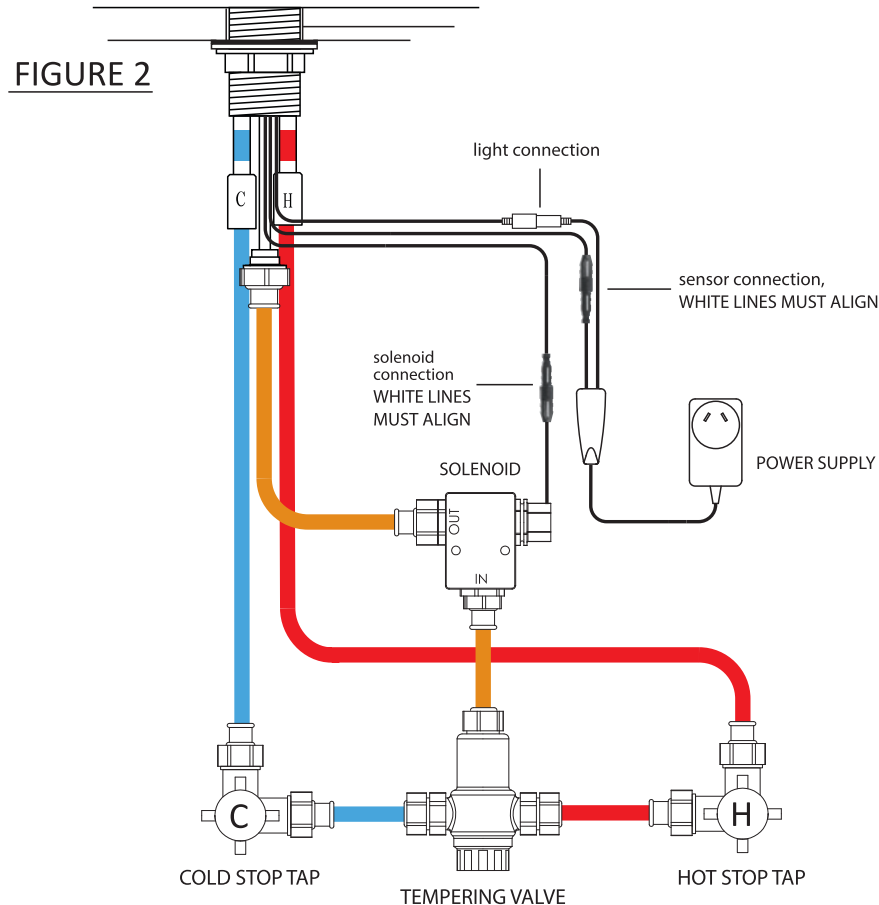 FIGURE 2
light connection
C
H
sensor connection,
WHITE LINES MUST ALIGN
solenoid
connection
WHITE LINES
MUST ALIGN
POWER SUPPLY
SOLENOID
OUT
IN
C
H
COLD STOP TAP
TEMPERING VALVE
HOT STOP TAP